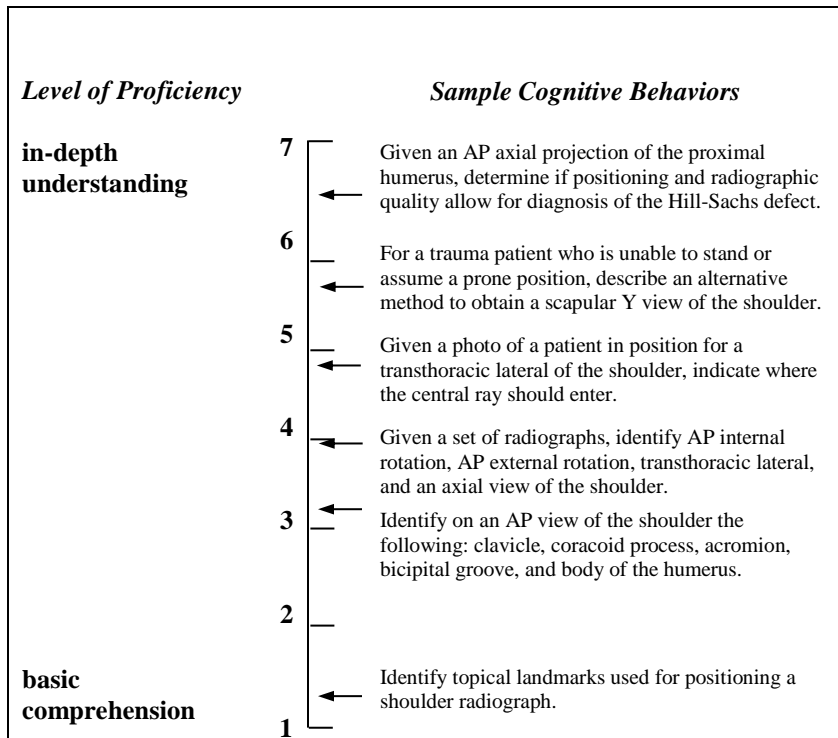 Level of Proficiency
Sample Cognitive Behaviors
in-depth
understanding
7
Given an AP axial projection of the proximal
humerus, determine if positioning and radiographic
quality allow for diagnosis of the Hill-Sachs defect.
6
For a trauma patient who is unable to stand or
assume a prone position, describe an alternative
method to obtain a scapular Y view of the shoulder.
5
Given a photo of a patient in position for a
transthoracic lateral of the shoulder, indicate where
the central ray should enter.
4
Given a set of radiographs, identify AP internal
rotation, AP external rotation, transthoracic lateral,
and an axial view of the shoulder.
3
Identify on an AP view of the shoulder the
following: clavicle, coracoid process, acromion,
bicipital groove, and body of the humerus.
2
basic
comprehension
Identify topical landmarks used for positioning a
shoulder radiograph.
1